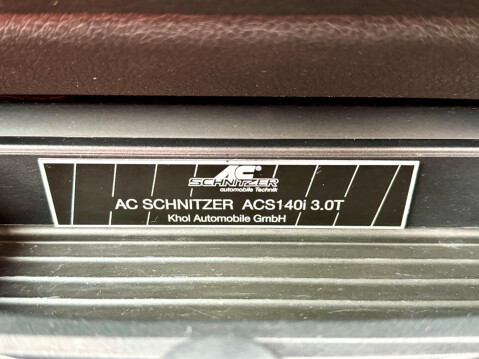 AC
SCHNITZER
automobile Technik
AC SCHNITZER ACS140i 3.0T
Khol Automobile GmbH